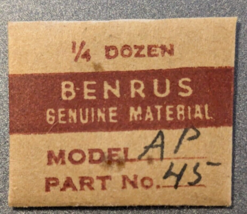 1/4 DOZEN
BENRUS
GENUINE MATERIAL
MODEL AP
PART No. 45